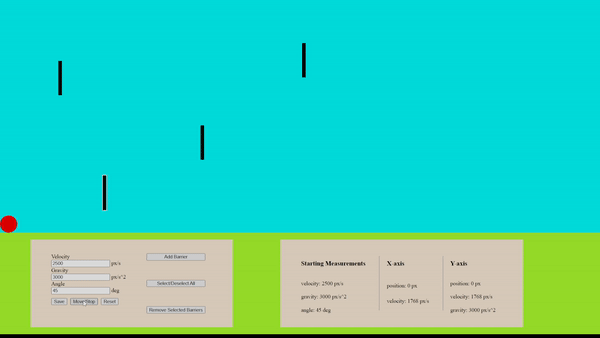 Velocity
2500 px/s
Gravity
3000 px/s^2
Angle
45 deg
Save Move/Stop Reset
Add Barrier
Select/Deselect All
Remove Selected Barriers
Starting Measurements
velocity: 2500 px/s
gravity: 3000 px/s^2
angle: 45 deg
X-axis
position: 0 px
velocity: 1768 px/s
Y-axis
position: 0 px
velocity: 1768 px/s
gravity: 3000 px/s^2